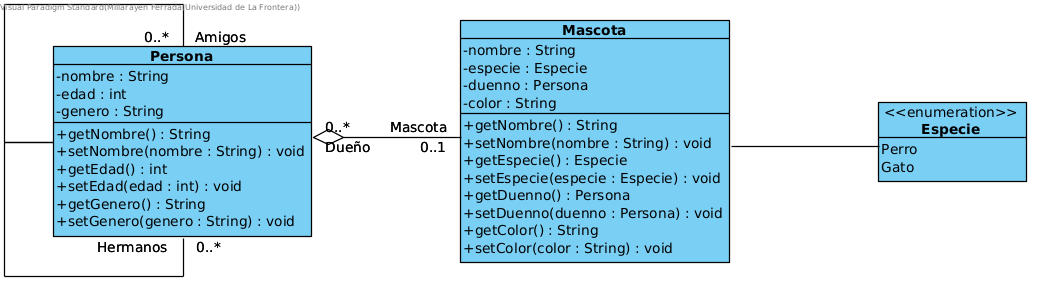 Visual Paradigm Standard(Millarayen Ferrada(Universidad de La Frontera))
0..* Amigos
Persona
-nombre : String
-edad : int
-genero : String
+getNombre() : String
+setNombre(nombre : String) : void
+getEdad() : int
+setEdad(edad : int) : void
+getGenero() : String
+setGenero(genero : String) : void
Hermanos 0..*
0..*
Dueño
Mascota
0..1
Mascota
-nombre : String
-especie : Especie
-duenno : Persona
-color : String
+getNombre() : String
+setNombre(nombre : String) : void
+getEspecie() : Especie
+setEspecie(especie : Especie) : void
+getDuenno() : Persona
+setDuenno(duenno : Persona) : void
+getColor() : String
+setColor(color : String) : void
<<enumeration>>
Especie
Perro
Gato